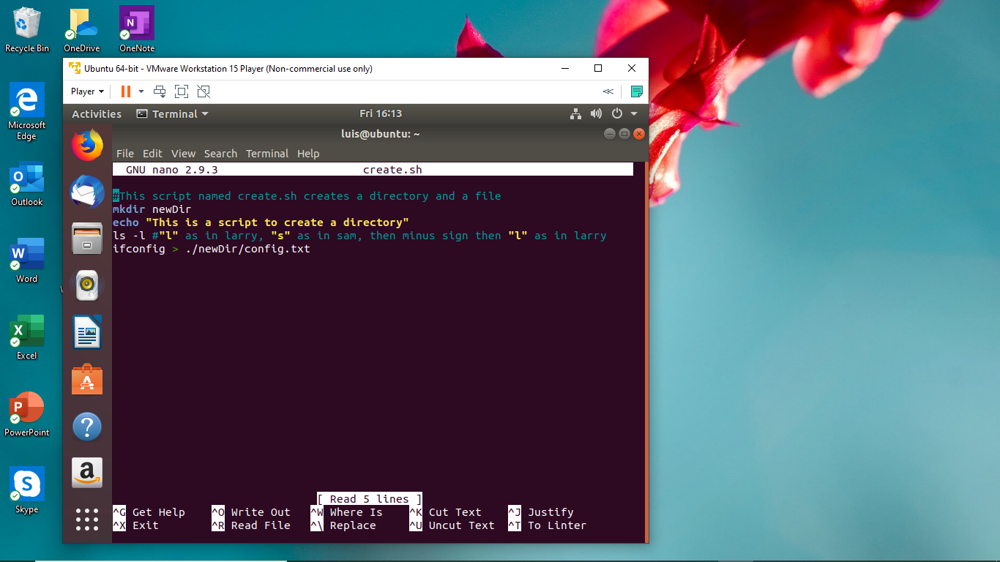 Recycle Bin
OneDrive
OneNote
Microsoft
Edge
Outlook
Word
Excel
PowerPoint
Skype
Ubuntu 64-bit - VMware Workstation 15 Player (Non-commercial use only)
Player
Activities
Terminal
Fri 16:13
luis@ubuntu: ~
File Edit View Search Terminal Help
GNU nano 2.9.3 create.sh
#This script named create.sh creates a directory and a file
mkdir newDir
echo "This is a script to create a directory"
ls -l #"l" as in larry, "s" as in sam, then minus sign then "l" as in larry
ifconfig > ./newDir/config.txt
[ Read 5 lines ]
^G Get Help ^O Write Out ^W Where Is ^K Cut Text ^J Justify
^X Exit ^R Read File ^\ Replace ^U Uncut Text ^T To Linter